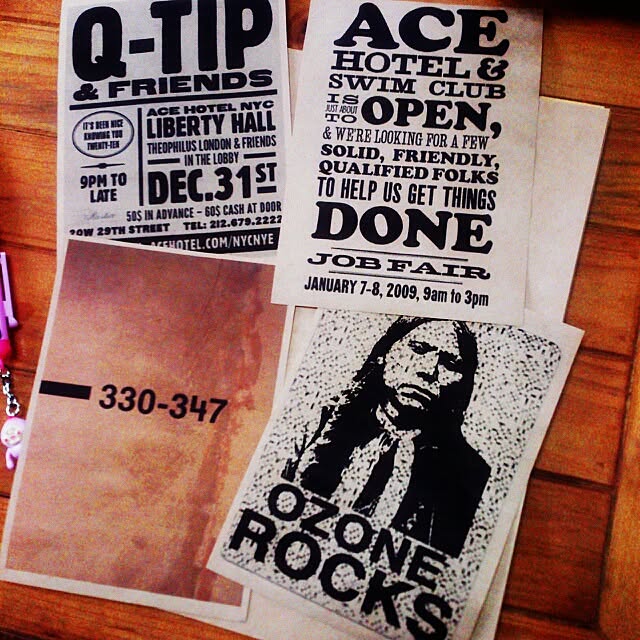 Q-TIP
& FRIENDS
IT'S BEEN NICE
KNOWING YOU
TWENTY-TEN
9PM TO
LATE
ACE HOTEL NYC
LIBERTY HALL
THEOPHILUS LONDON & FRIENDS
IN THE LOBBY
DEC. 31ST
50$ IN ADVANCE - 60$ CASH AT DOOR
20W 29TH STREET TEL: 212.679.2222
ACEHOTEL.COM/NYCNYE
ACE
HOTEL &
SWIM CLUB
IS
JUST ABOUT
TO OPEN,
& WE'RE LOOKING FOR A FEW
SOLID, FRIENDLY,
QUALIFIED FOLKS
TO HELP US GET THINGS
DONE
JOB FAIR
JANUARY 7-8, 2009, 9am to 3pm
330-347
OZONE
ROCKS